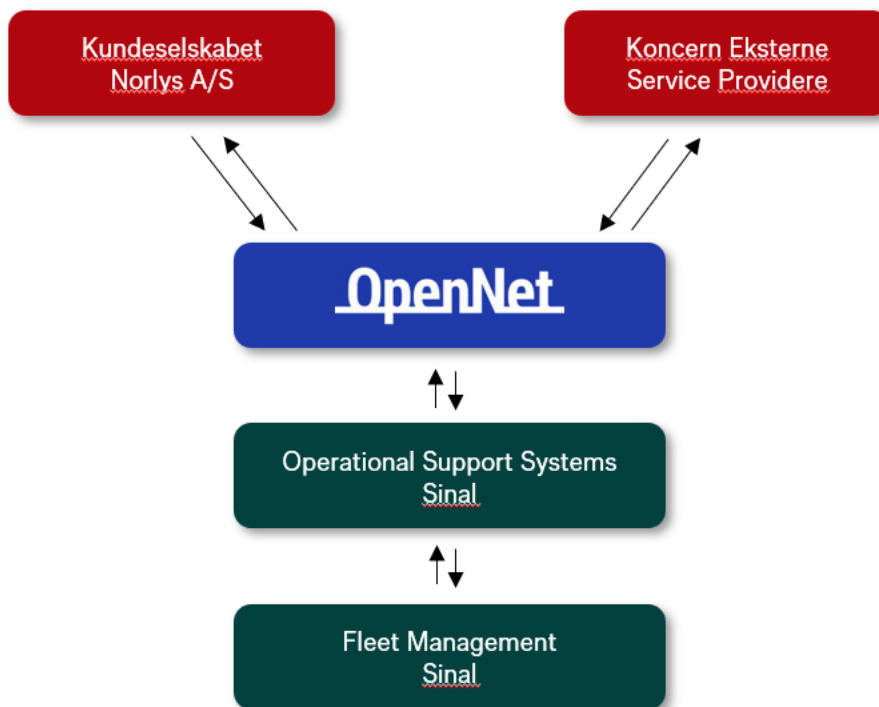 Kundeselskabet
Norlys A/S
Koncern Eksterne
Service Providere
OpenNet
Operational Support Systems
Sinal
Fleet Management
Sinal